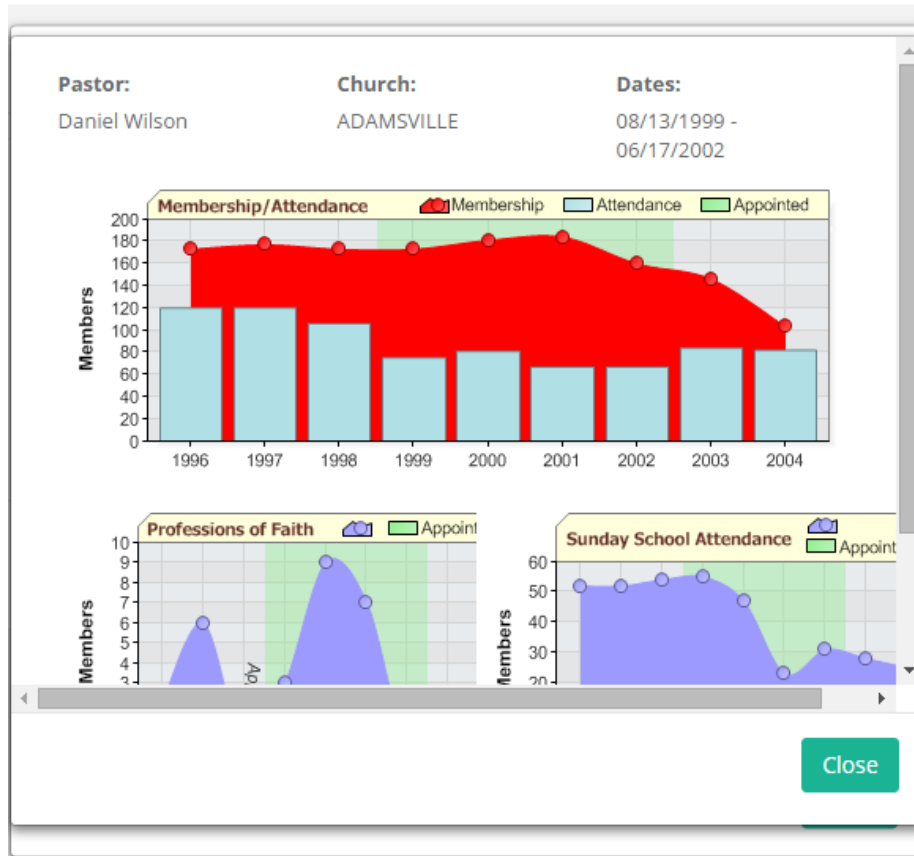 Pastor: Church: Dates:
Daniel Wilson ADAMSVILLE 08/13/1999 -
06/17/2002
Membership/Attendance Membership Attendance Appointed
200
180
160
140
120
100
80
60
40
20
0
Members
1996 1997 1998 1999 2000 2001 2002 2003 2004
Professions of Faith Appoint
10
9
8
7
6
5
4
3
Members
Ap
Sunday School Attendance
Appoint
60
50
40
30
20
Members
Close